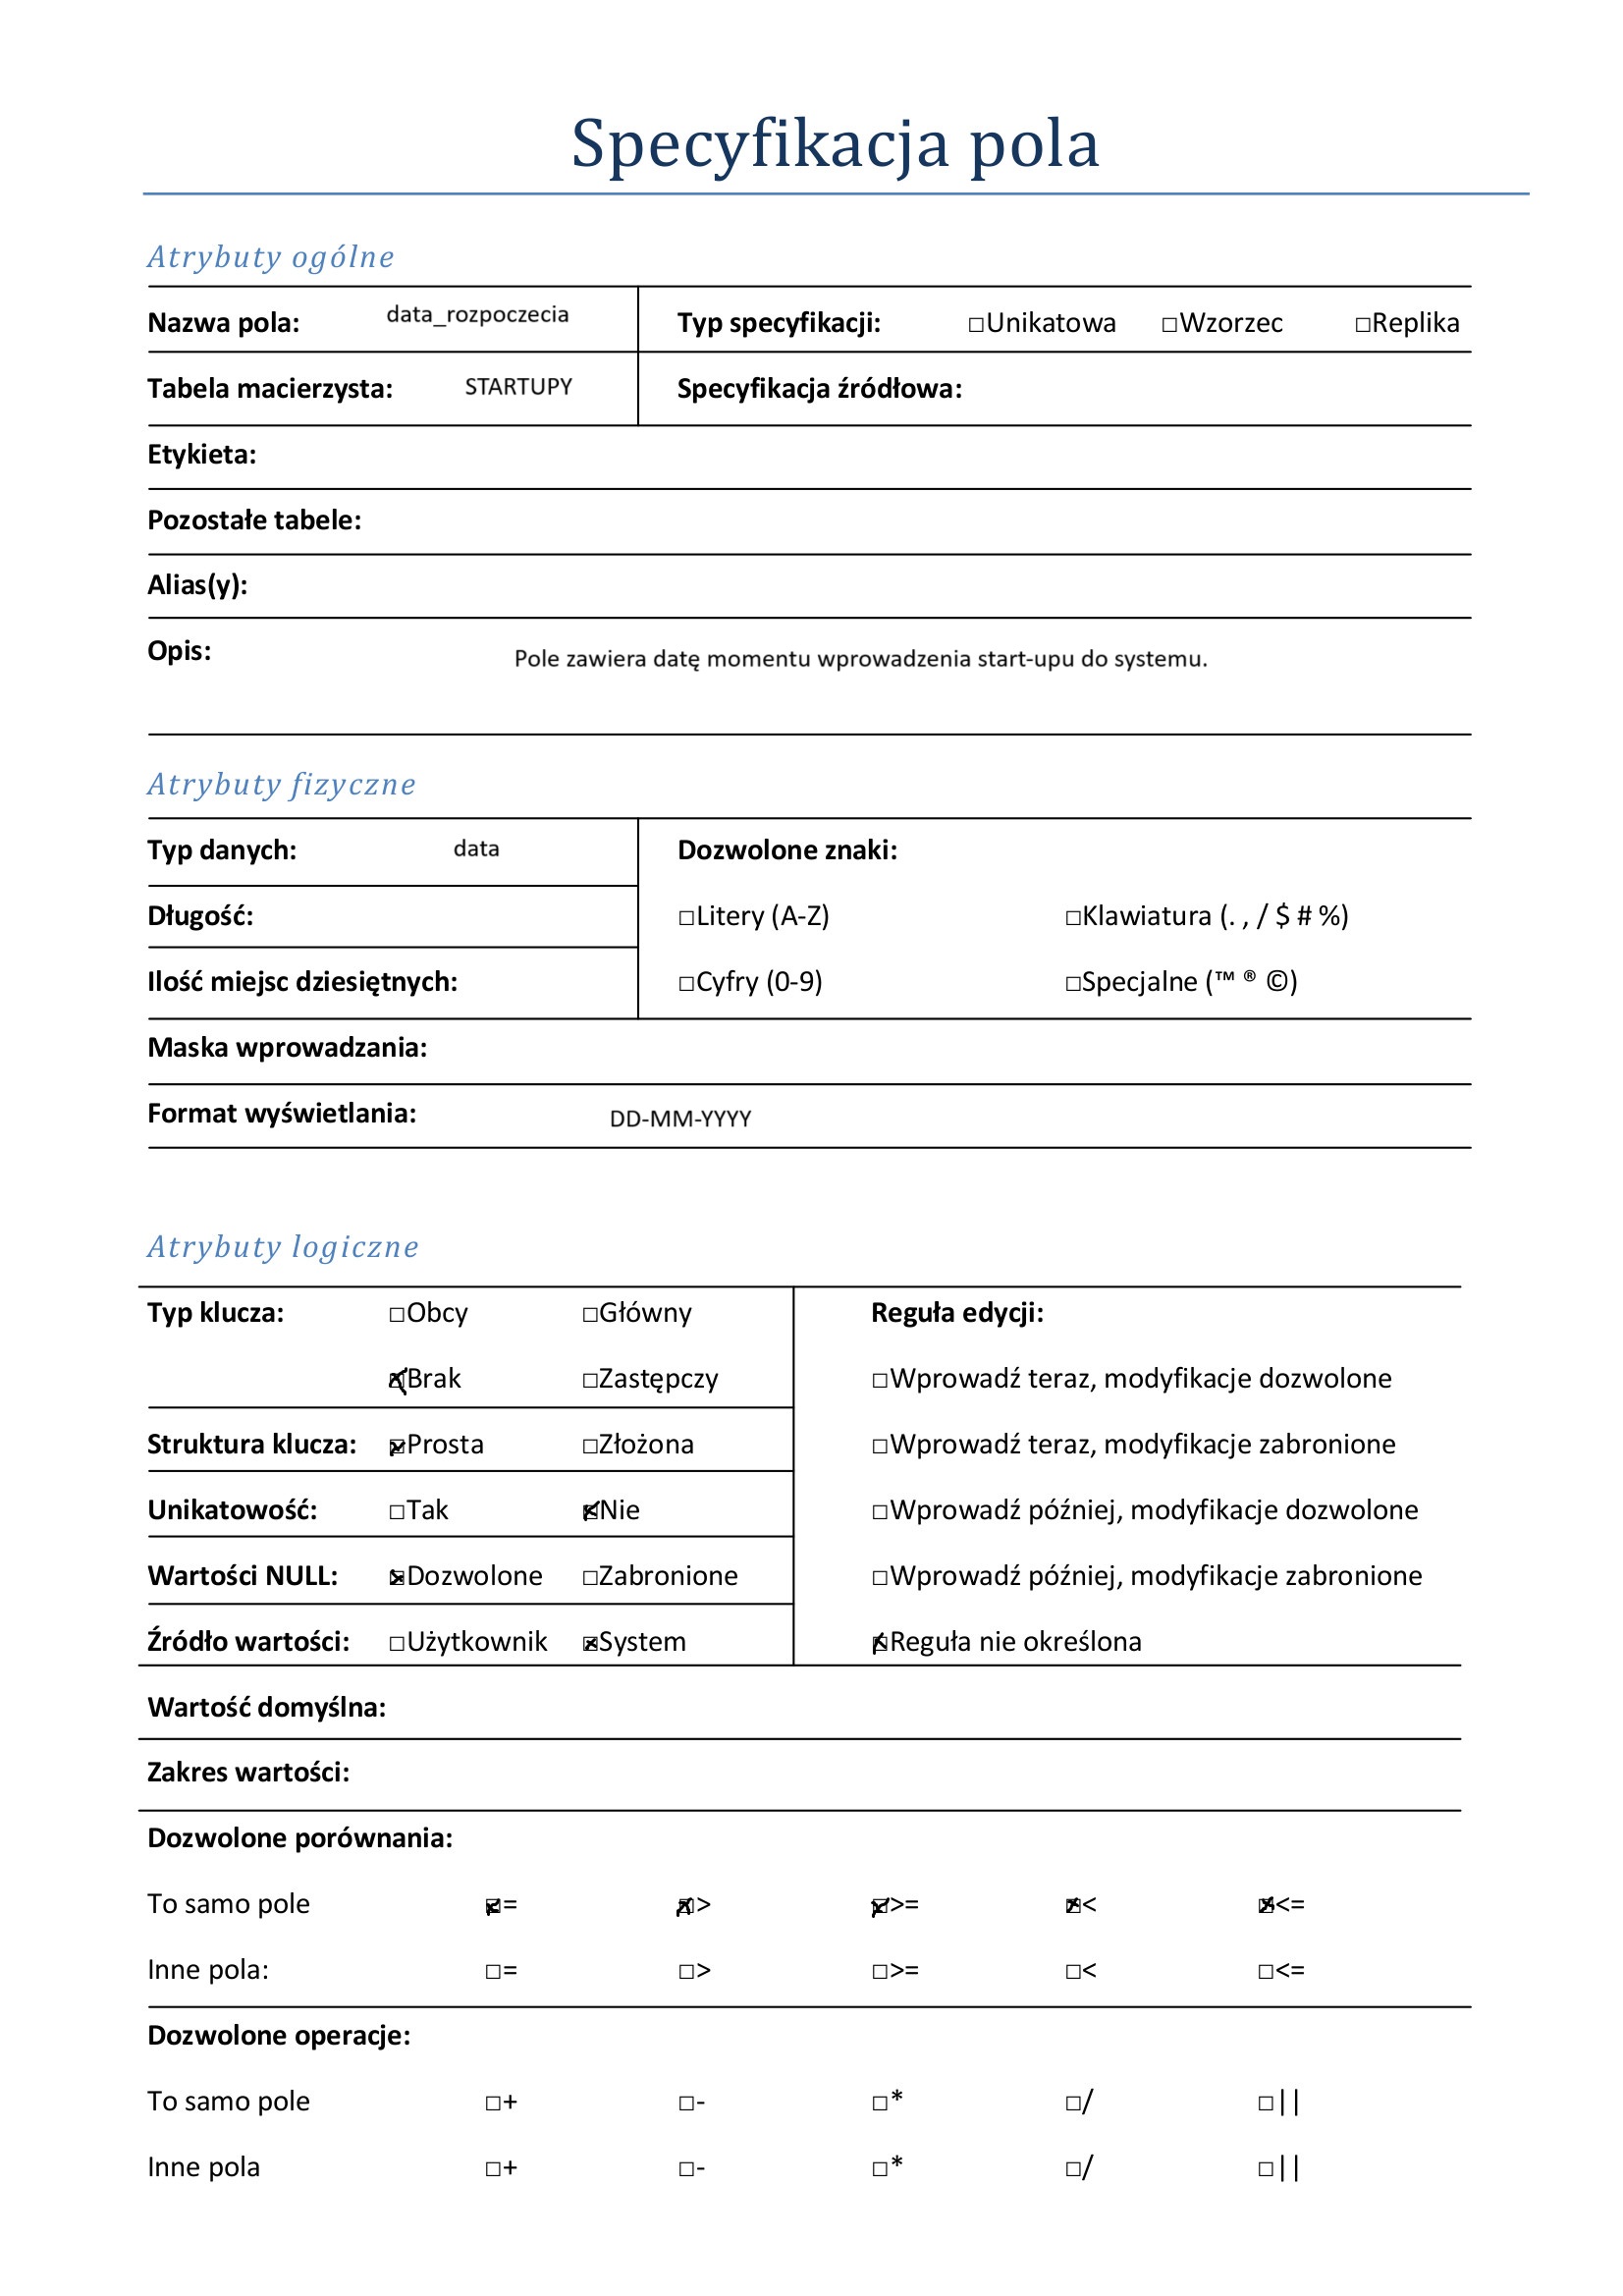 Specyfikacja pola
Atrybuty ogólne
Nazwa pola: data_rozpoczecia Typ specyfikacji: □Unikatowa □Wzorzec □Replika
Tabela macierzysta: STARTUPY Specyfikacja źródłowa:
Etykieta:
Pozostałe tabele:
Alias(y):
Opis: Pole zawiera datę momentu wprowadzenia start-upu do systemu.
Atrybuty fizyczne
Typ danych: data Dozwolone znaki:
Długość: □Litery (A-Z) □Klawiatura (. , / $ # %)
Ilość miejsc dziesiętnych: □Cyfry (0-9) □Specjalne (™ ® ©)
Maska wprowadzania:
Format wyświetlania: DD-MM-YYYY
Atrybuty logiczne
Typ klucza: □Obcy □Główny Reguła edycji:
☒Brak □Zastępczy □Wprowadź teraz, modyfikacje dozwolone
Struktura klucza: ☒Prosta □Złożona □Wprowadź teraz, modyfikacje zabronione
Unikatowość: □Tak ☒Nie □Wprowadź później, modyfikacje dozwolone
Wartości NULL: ☒Dozwolone □Zabronione □Wprowadź później, modyfikacje zabronione
Źródło wartości: □Użytkownik ☒System ☒Reguła nie określona
Wartość domyślna:
Zakres wartości:
Dozwolone porównania:
To samo pole ☒= ☒> ☒>= ☒< ☒<=
Inne pola: □= □> □>= □< □<=
Dozwolone operacje:
To samo pole □+ □- □* □/ □||
Inne pola □+ □- □* □/ □||